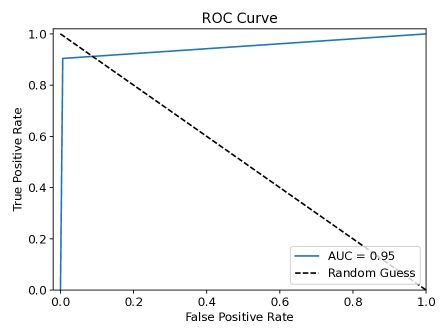 ROC Curve
1.0
0.8
0.6
0.4
0.2
0.0
True Positive Rate
AUC = 0.95
Random Guess
0.0 0.2 0.4 0.6 0.8 1.0
False Positive Rate